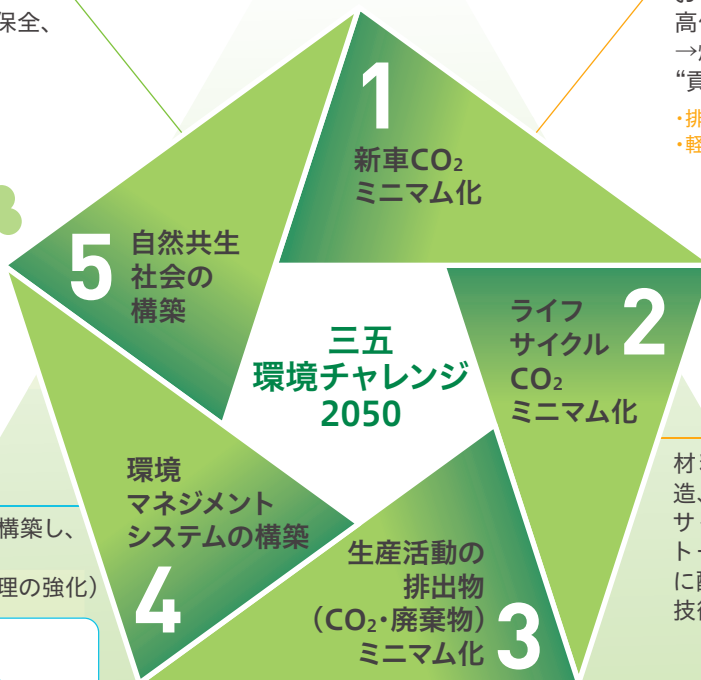 保全、
高
“貢
・排
・軽
1
新車CO₂
ミニマム化
5
自然共生
社会の
構築
2
ライフ
サイクル
CO₂
ミニマム化
三五
環境チャレンジ
2050
環境
マネジメント
システムの構築
4
生産活動の
排出物
（CO₂・廃棄物）
ミニマム化
3
構築し、
理の強化）
材
造、
サ
ト
に
技